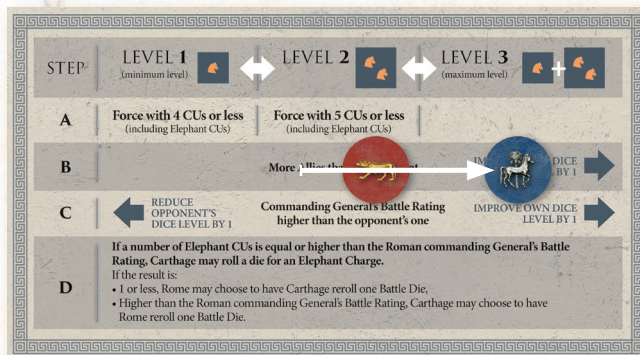 STEP
LEVEL 1
(minimum level)
LEVEL 2
LEVEL 3
(maximum level)
A
Force with 4 CUs or less
(including Elephant CUs)
Force with 5 CUs or less
(including Elephant CUs)
B
More
DICE
BY 1
C
REDUCE
OPPONENT'S
DICE LEVEL BY 1
Commanding General's Battle Rating
higher than the opponent's one
IMPROVE OWN DICE
LEVEL BY 1
D
If a number of Elephant CUs is equal or higher than the Roman commanding General's Battle
Rating, Carthage may roll a die for an Elephant Charge.
If the result is:
• 1 or less, Rome may choose to have Carthage reroll one Battle Die,
• Higher than the Roman commanding General's Battle Rating, Carthage may choose to have
Rome reroll one Battle Die.